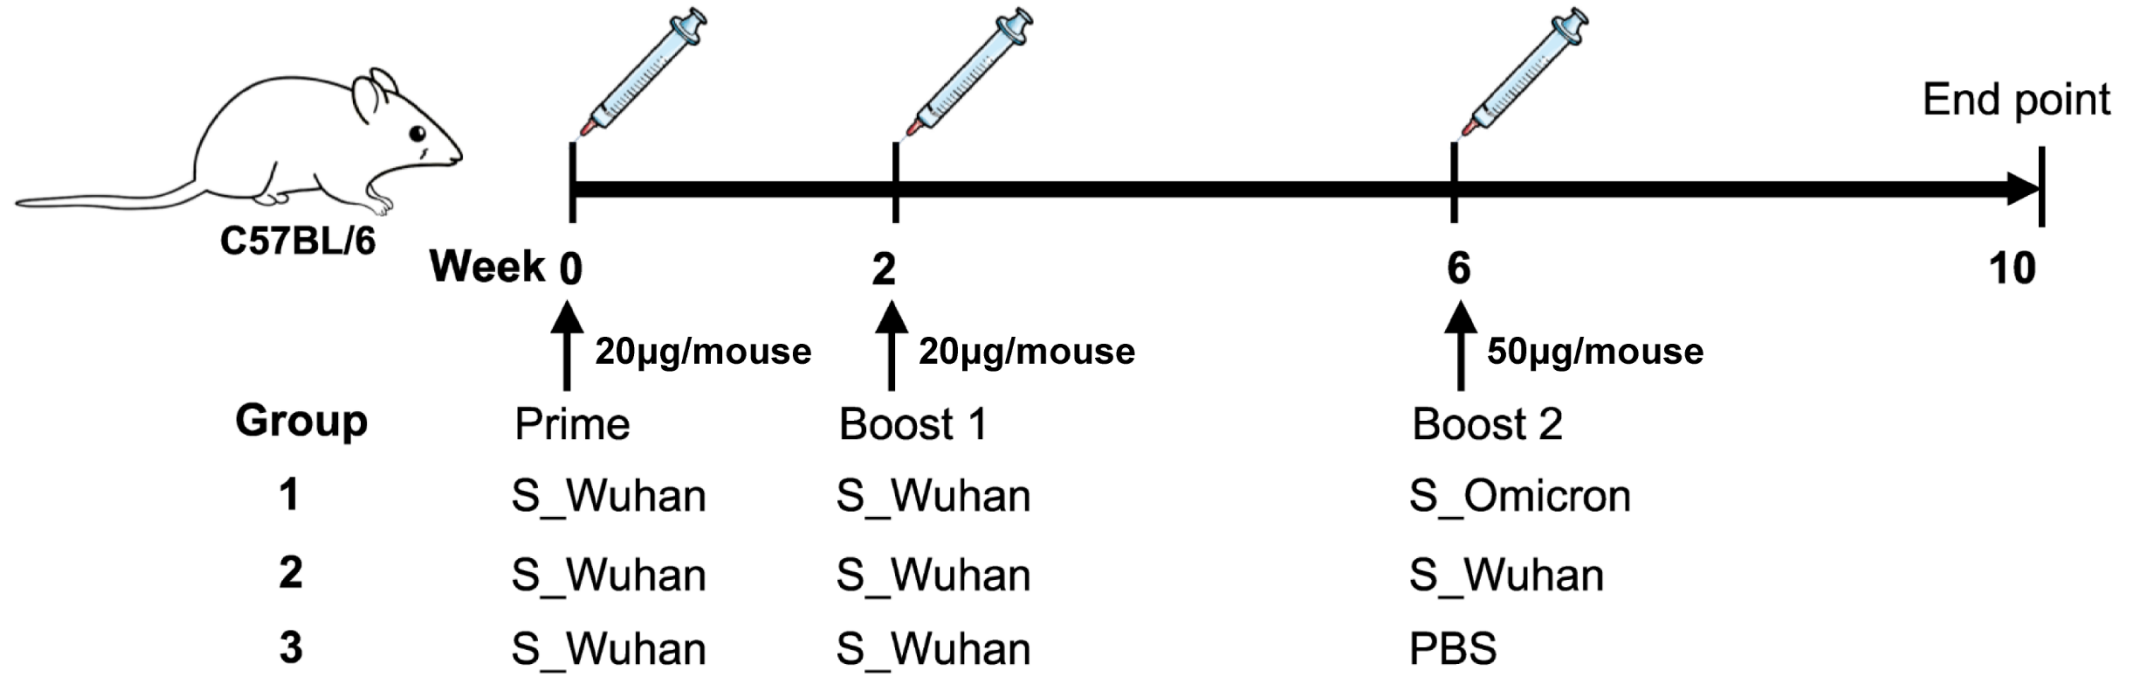 End point
C57BL/6
Week 0 2 6 10
20µg/mouse 20µg/mouse 50µg/mouse
Group Prime Boost 1 Boost 2
1 S_Wuhan S_Wuhan S_Omicron
2 S_Wuhan S_Wuhan S_Wuhan
3 S_Wuhan S_Wuhan PBS